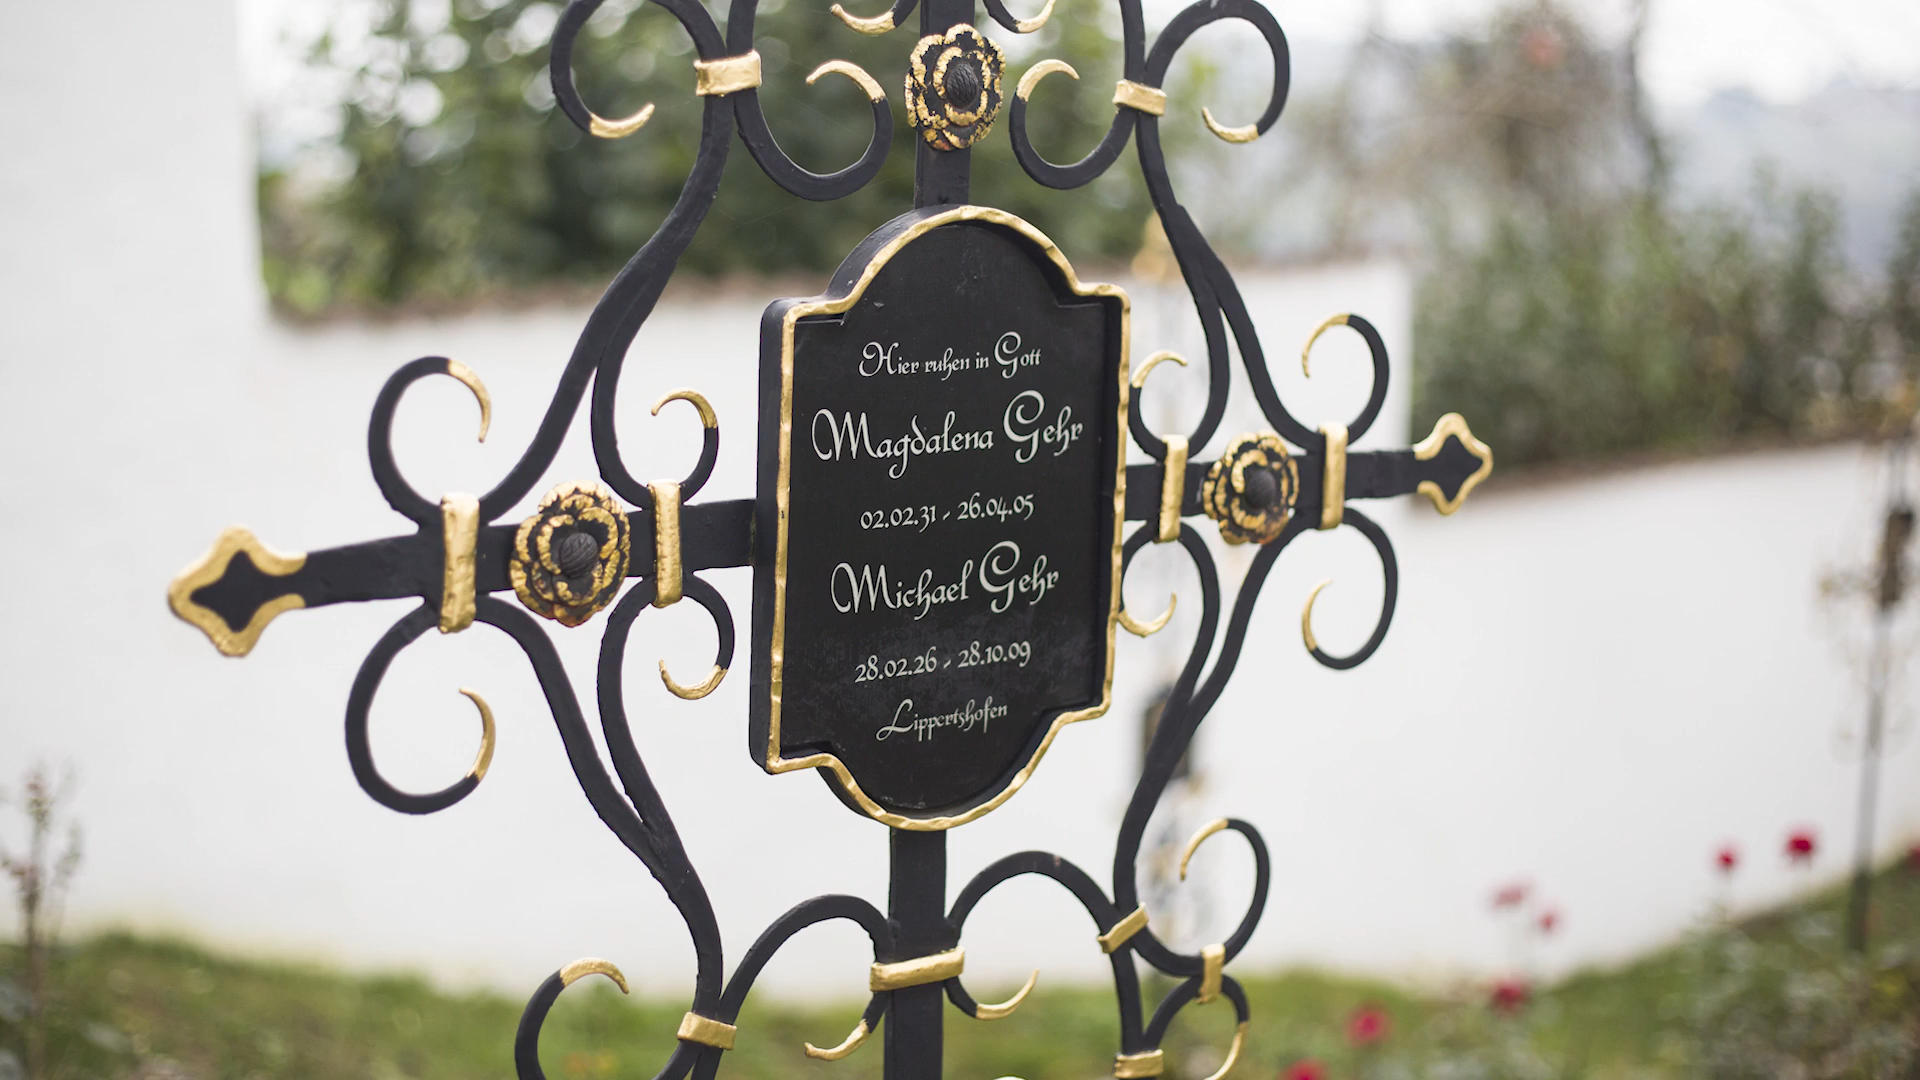 Hier ruhen in Gott
Magdalena Gehr
02.02.31 - 26.04.05
Michael Gehr
28.02.26 - 28.10.09
Lippertshofen